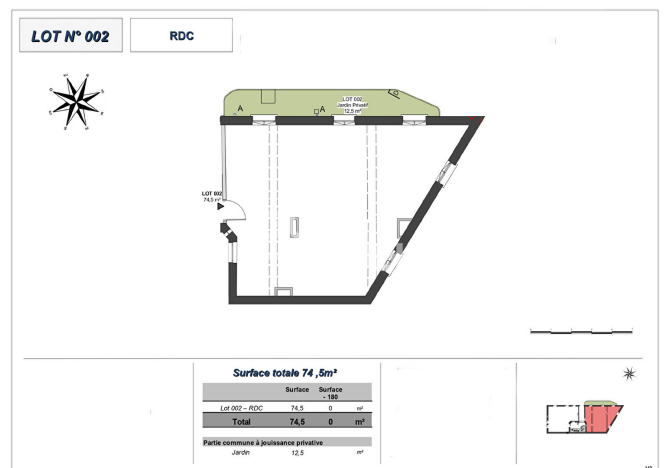 LOT N° 002
RDC
LOT 002
Jardin Privatif
12,5 m²
A
A
LOT 002
74,5 m²
Surface totale 74 ,5m²
Surface Surface - 180
Lot 002 – RDC 74,5 0 m²
Total 74,5 0 m²
Partie commune à jouissance privative
Jardin 12,5 m²